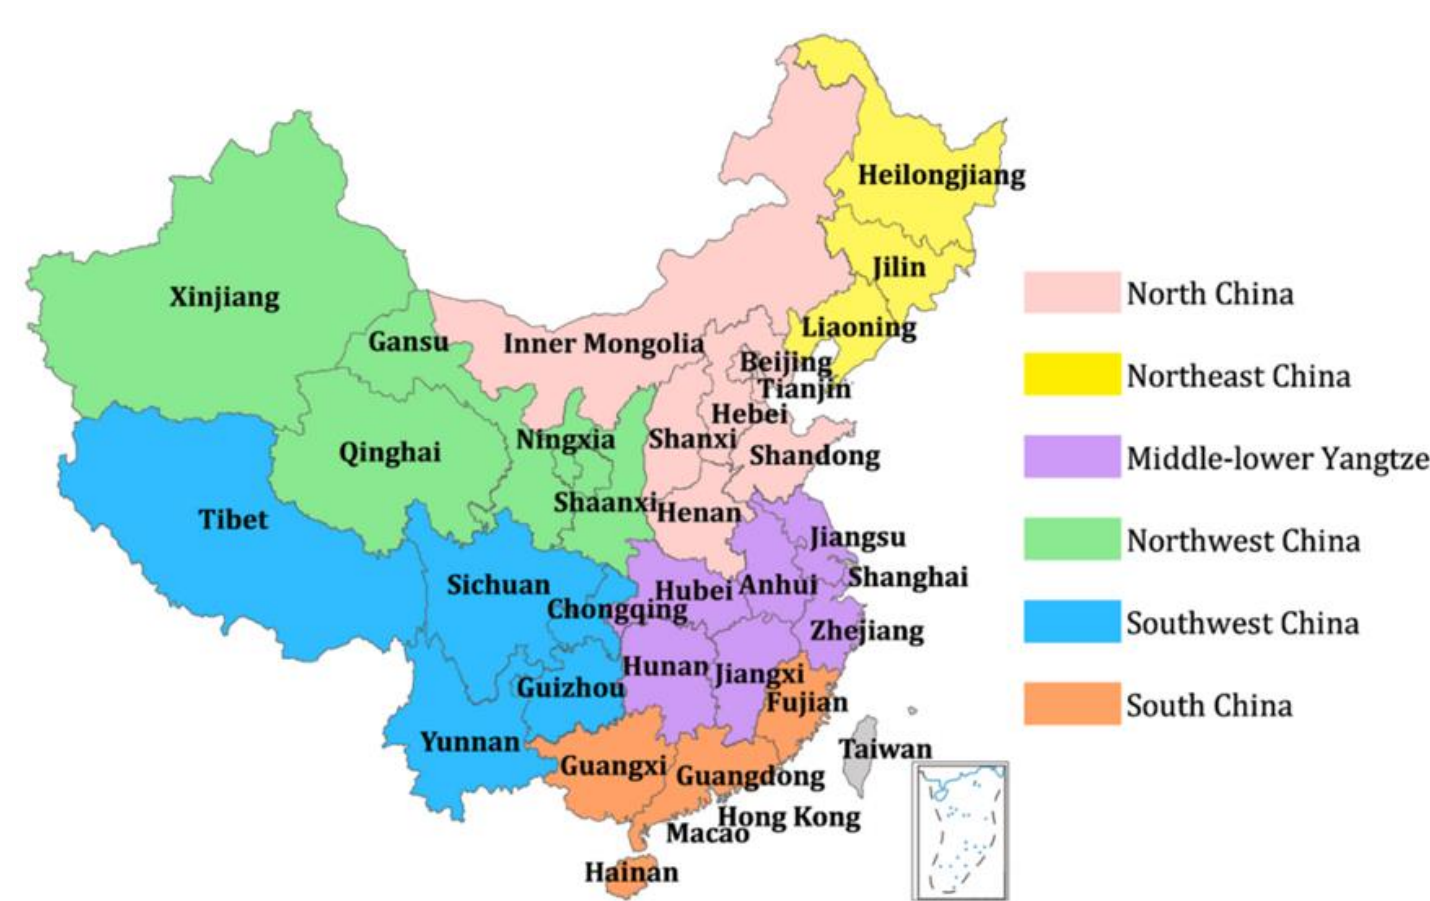 Heilongjiang
Jilin
Liaoning
Xinjiang
Gansu
Inner Mongolia
Beijing
Tianjin
Hebei
Ningxia
Shanxi
Qinghai
Shandong
Shaanxi
Henan
Tibet
Jiangsu
Sichuan
Hubei
Anhui
Shanghai
Chongqing
Zhejiang
Hunan
Jiangxi
Guizhou
Fujian
Yunnan
Taiwan
Guangxi
Guangdong
Hong Kong
Macao
Hainan
North China
Northeast China
Middle-lower Yangtze
Northwest China
Southwest China
South China